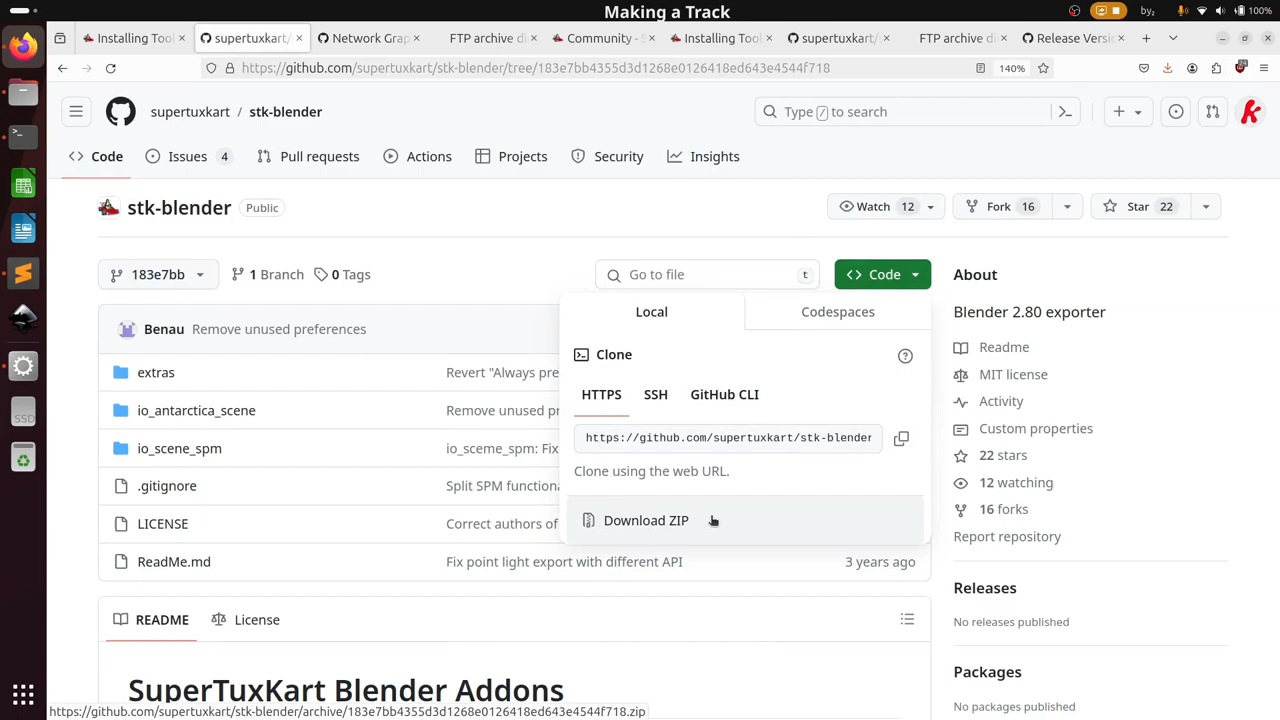 Making a Track
by₂
100%
Installing Tool
supertuxkart/
Network Grap
FTP archive di
Community - S
Installing Tool
supertuxkart/
FTP archive di
Release Versio
https://github.com/supertuxkart/stk-blender/tree/183e7bb4355d3d1268e0126418ed643e4544f718
140%
supertuxkart / stk-blender
Type / to search
Code
Issues 4
Pull requests
Actions
Projects
Security
Insights
stk-blender Public
Watch 12
Fork 16
Star 22
183e7bb
1 Branch
0 Tags
Go to file t
Code
About
Local
Codespaces
Blender 2.80 exporter
Benau Remove unused preferences
Readme
Clone
extras Revert "Always pre
MIT license
HTTPS SSH GitHub CLI
Activity
io_antarctica_scene Remove unused pr
Custom properties
https://github.com/supertuxkart/stk-blender
io_scene_spm io_sceme_spm: Fix
22 stars
Clone using the web URL.
12 watching
.gitignore Split SPM functiona
16 forks
Download ZIP
LICENSE Correct authors of
Report repository
ReadMe.md Fix point light export with different API 3 years ago
Releases
README License
No releases published
Packages
SuperTuxKart Blender Addons
No packages published
https://github.com/supertuxkart/stk-blender/archive/183e7bb4355d3d1268e0126418ed643e4544f718.zip
SSD